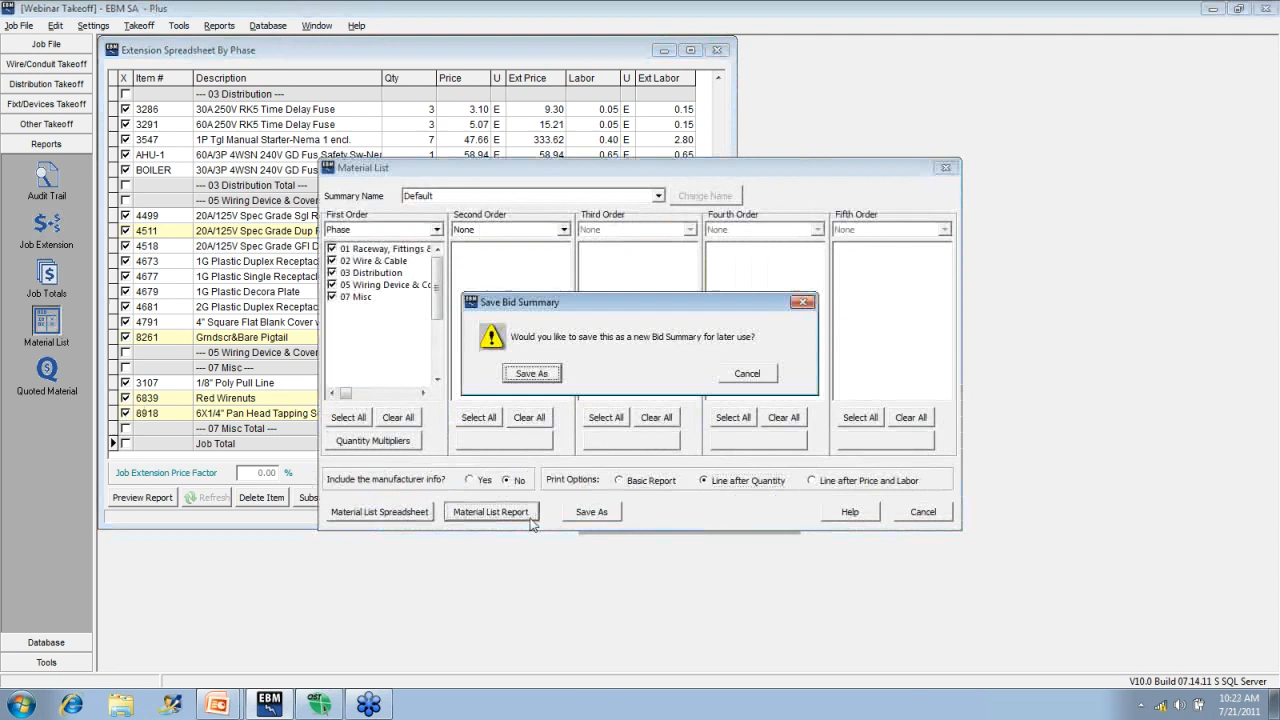 [Webinar Takeoff] - EBM SA - Plus
Job File Edit Settings Takeoff Tools Reports Database Window Help
Job File
Wire/Conduit Takeoff
Distribution Takeoff
Fixt/Devices Takeoff
Other Takeoff
Reports
Audit Trail
Job Extension
Job Totals
Material List
Quoted Material
Database
Tools
Extension Spreadsheet By Phase
X Item # Description Qty Price U Ext Price Labor U Ext Labor
--- 03 Distribution ---
3286 30A 250V RK5 Time Delay Fuse 3 3.10 E 9.30 0.05 E 0.15
3291 60A 250V RK5 Time Delay Fuse 3 5.07 E 15.21 0.05 E 0.15
3547 1P Tgl Manual Starter-Nema 1 encl. 7 47.66 E 333.62 0.40 E 2.80
AHU-1 60A/3P 4WSN 240V GD Fus Safety Sw-Ner 1 58.94 E 58.94 0.65 E 0.65
BOILER 30A/3P 4WSN 240V GD F
--- 03 Distribution Total ---
--- 05 Wiring Device & Cover
4499 20A/125V Spec Grade Sgl R
4511 20A/125V Spec Grade Dup F
4518 20A/125V Spec Grade GFI D
4673 1G Plastic Duplex Receptac
4677 1G Plastic Single Receptac
4679 1G Plastic Decora Plate
4681 2G Plastic Duplex Receptac
4791 4" Square Flat Blank Cover w
8261 Grndscr&Bare Pigtail
--- 05 Wiring Device & Cover
--- 07 Misc ---
3107 1/8" Poly Pull Line
6839 Red Wirenuts
8918 6X1/4" Pan Head Tapping S
--- 07 Misc Total ---
Job Total
Job Extension Price Factor 0.00 %
Preview Report Refresh Delete Item Subs
Material List
Summary Name Default Change Name
First Order Second Order Third Order Fourth Order Fifth Order
Phase None None None None
01 Raceway, Fittings &
02 Wire & Cable
03 Distribution
05 Wiring Device & Co
07 Misc
Save Bid Summary
Would you like to save this as a new Bid Summary for later use?
Save As Cancel
Select All Clear All Select All Clear All Select All Clear All Select All Clear All Select All Clear All
Quantity Multipliers
Include the manufacturer info? Yes No Print Options: Basic Report Line after Quantity Line after Price and Labor
Material List Spreadsheet Material List Report Save As Help Cancel
V10.0 Build 07.14.11 S SQL Server
EBM OST
10:22 AM
7/21/2011